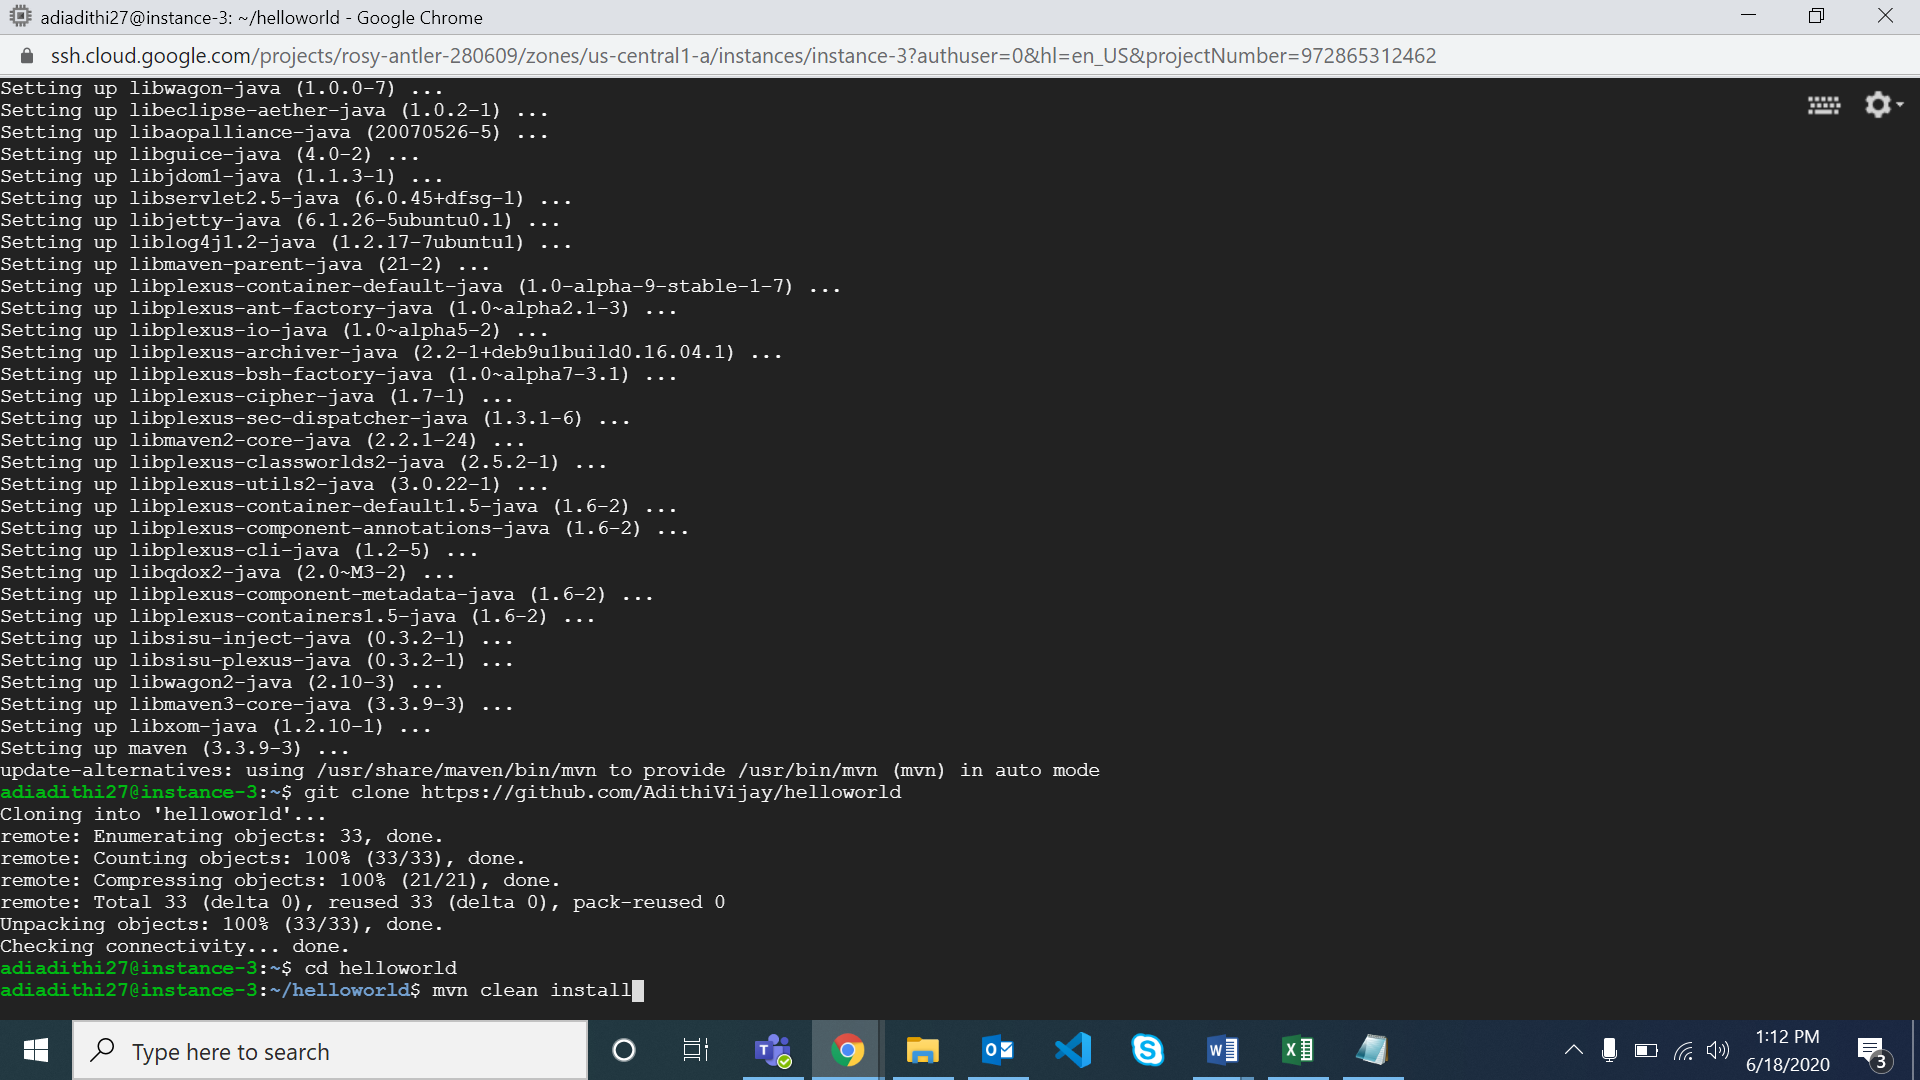 adiadithi27@instance-3: ~/helloworld - Google Chrome
ssh.cloud.google.com/projects/rosy-antler-280609/zones/us-central1-a/instances/instance-3?authuser=0&hl=en_US&projectNumber=972865312462
Setting up libwagon-java (1.0.0-7) ...
Setting up libeclipse-aether-java (1.0.2-1) ...
Setting up libaopalliance-java (20070526-5) ...
Setting up libguice-java (4.0-2) ...
Setting up libjdom1-java (1.1.3-1) ...
Setting up libservlet2.5-java (6.0.45+dfsg-1) ...
Setting up libjetty-java (6.1.26-5ubuntu0.1) ...
Setting up liblog4j1.2-java (1.2.17-7ubuntu1) ...
Setting up libmaven-parent-java (21-2) ...
Setting up libplexus-container-default-java (1.0-alpha-9-stable-1-7) ...
Setting up libplexus-ant-factory-java (1.0~alpha2.1-3) ...
Setting up libplexus-io-java (1.0~alpha5-2) ...
Setting up libplexus-archiver-java (2.2-1+deb9u1build0.16.04.1) ...
Setting up libplexus-bsh-factory-java (1.0~alpha7-3.1) ...
Setting up libplexus-cipher-java (1.7-1) ...
Setting up libplexus-sec-dispatcher-java (1.3.1-6) ...
Setting up libmaven2-core-java (2.2.1-24) ...
Setting up libplexus-classworlds2-java (2.5.2-1) ...
Setting up libplexus-utils2-java (3.0.22-1) ...
Setting up libplexus-container-default1.5-java (1.6-2) ...
Setting up libplexus-component-annotations-java (1.6-2) ...
Setting up libplexus-cli-java (1.2-5) ...
Setting up libqdox2-java (2.0~M3-2) ...
Setting up libplexus-component-metadata-java (1.6-2) ...
Setting up libplexus-containers1.5-java (1.6-2) ...
Setting up libsisu-inject-java (0.3.2-1) ...
Setting up libsisu-plexus-java (0.3.2-1) ...
Setting up libwagon2-java (2.10-3) ...
Setting up libmaven3-core-java (3.3.9-3) ...
Setting up libxom-java (1.2.10-1) ...
Setting up maven (3.3.9-3) ...
update-alternatives: using /usr/share/maven/bin/mvn to provide /usr/bin/mvn (mvn) in auto mode
adiadithi27@instance-3:~$ git clone https://github.com/AdithiVijay/helloworld
Cloning into 'helloworld'...
remote: Enumerating objects: 33, done.
remote: Counting objects: 100% (33/33), done.
remote: Compressing objects: 100% (21/21), done.
remote: Total 33 (delta 0), reused 33 (delta 0), pack-reused 0
Unpacking objects: 100% (33/33), done.
Checking connectivity... done.
adiadithi27@instance-3:~$ cd helloworld
adiadithi27@instance-3:~/helloworld$ mvn clean install
Type here to search
1:12 PM
6/18/2020
3